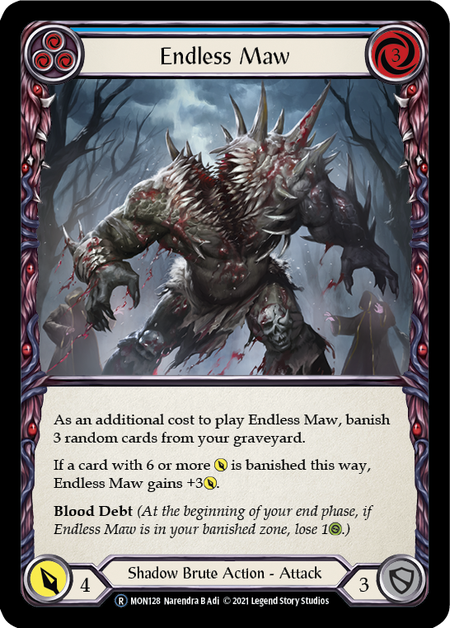 Endless Maw
3
As an additional cost to play Endless Maw, banish
3 random cards from your graveyard.
If a card with 6 or more is banished this way,
Endless Maw gains +3.
Blood Debt (At the beginning of your end phase, if
Endless Maw is in your banished zone, lose 1.)
4
Shadow Brute Action - Attack
3
R MON128 Narendra B Adi © 2021 Legend Story Studios